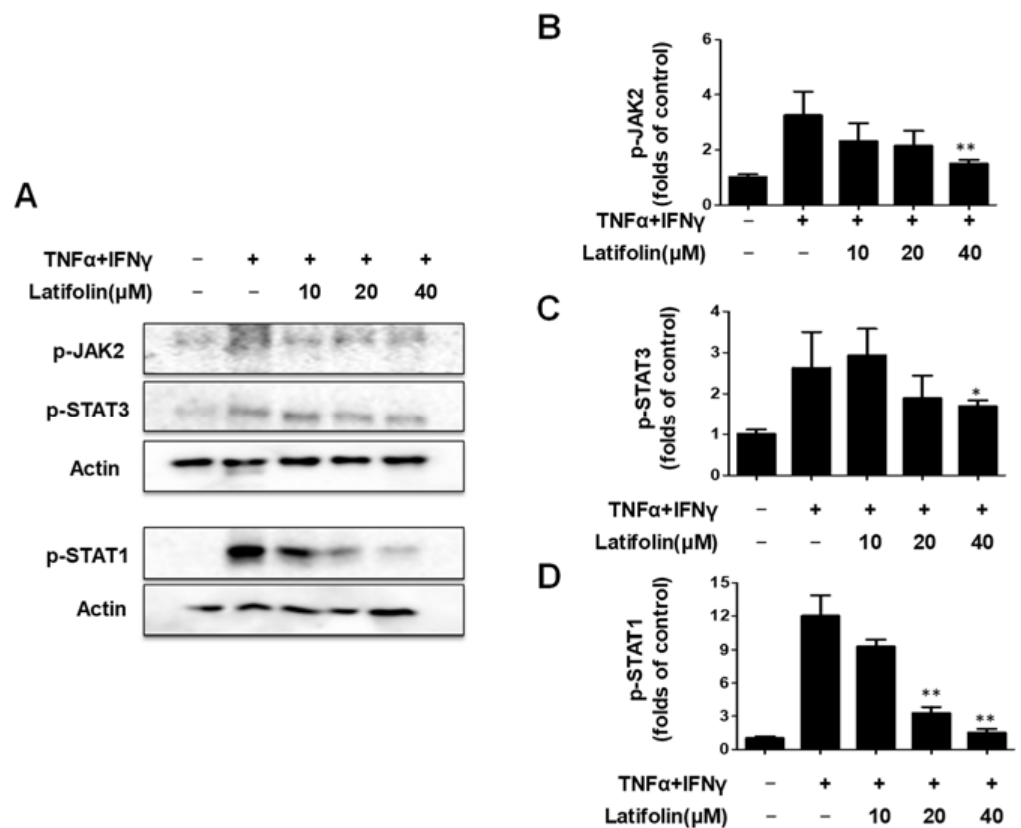 A
TNFα+IFNγ – + + + +
Latifolin(μM) – – 10 20 40
p-JAK2
p-STAT3
Actin
p-STAT1
Actin
B
p-JAK2
(folds of control)
6
4
2
0
TNFα+IFNγ – + + + +
Latifolin(μM) – – 10 20 40
**
C
p-STAT3
(folds of control)
4
3
2
1
0
*
TNFα+IFNγ – + + + +
Latifolin(μM) – – 10 20 40
D
p-STAT1
(folds of control)
15
12
9
6
3
0
** **
TNFα+IFNγ – + + + +
Latifolin(μM) – – 10 20 40